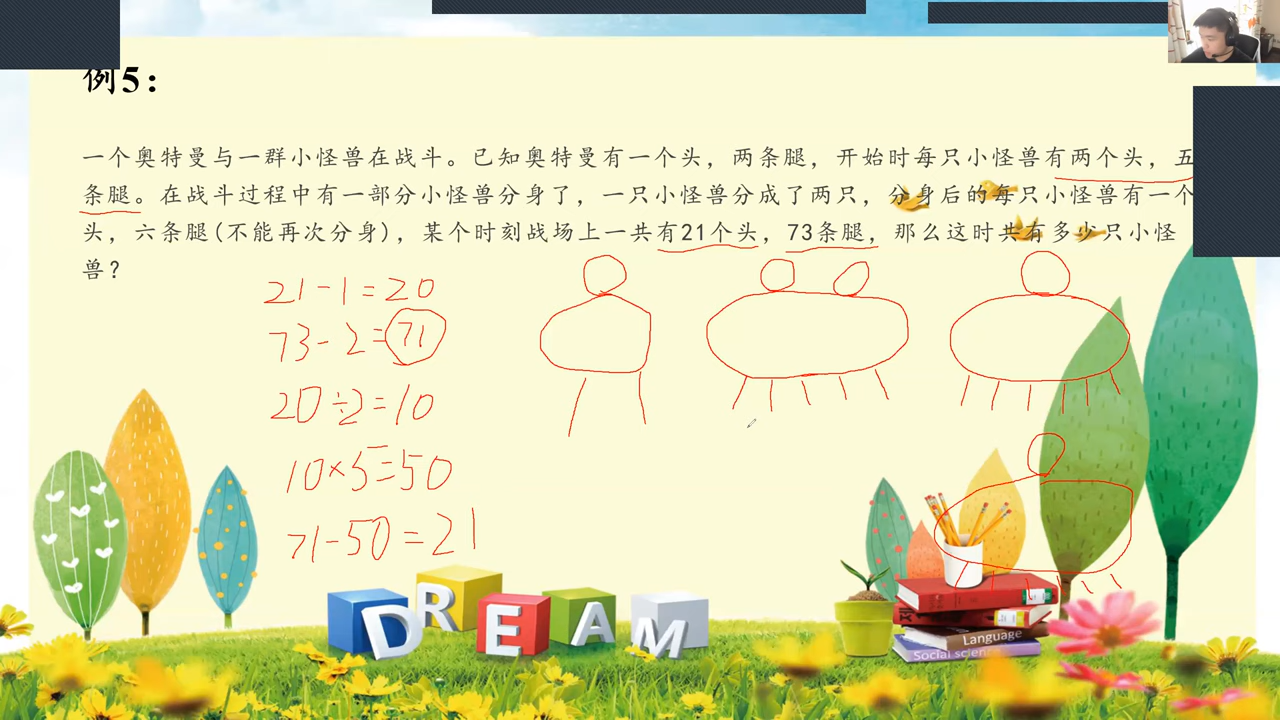 例5：
一个奥特曼与一群小怪兽在战斗。已知奥特曼有一个头，两条腿，开始时每只小怪兽有两个头，五
条腿。在战斗过程中有一部分小怪兽分身了，一只小怪兽分成了两只，分身后的每只小怪兽有一个
头，六条腿(不能再次分身)，某个时刻战场上一共有21个头，73条腿，那么这时共有多少只小怪
兽？
21-1=20
73-2=71
20÷2=10
10×5=50
71-50=21
DREAM
Language
Social scien